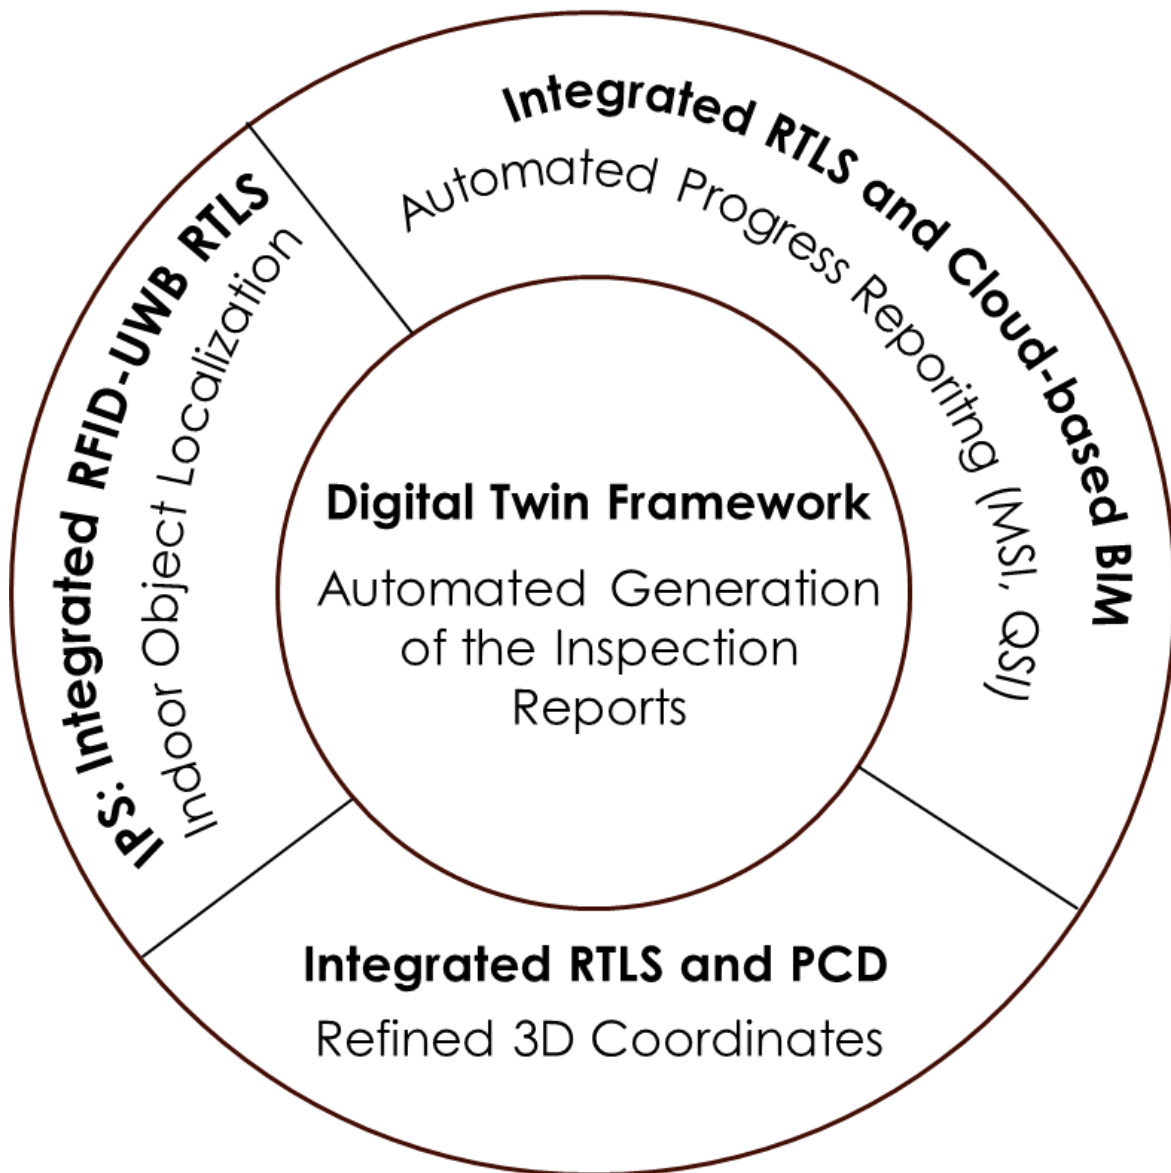 Integrated RTLS and Cloud-based BIM
Automated Progress Reporitng (MSI, QSI)
IPS: Integrated RFID-UWB RTLS
Indoor Object Localization
Digital Twin Framework
Automated Generation
of the Inspection
Reports
Integrated RTLS and PCD
Refined 3D Coordinates